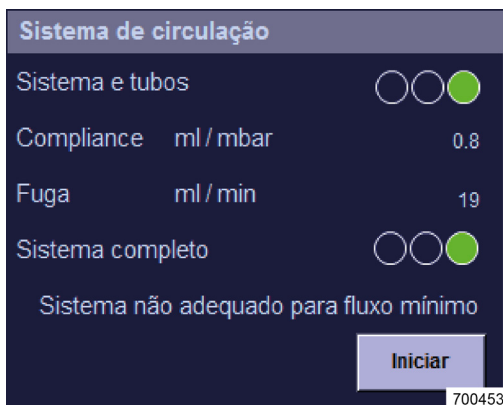 Sistema de circulação
Sistema e tubos
Compliance ml / mbar 0.8
Fuga ml / min 19
Sistema completo
Sistema não adequado para fluxo mínimo
Iniciar
700453